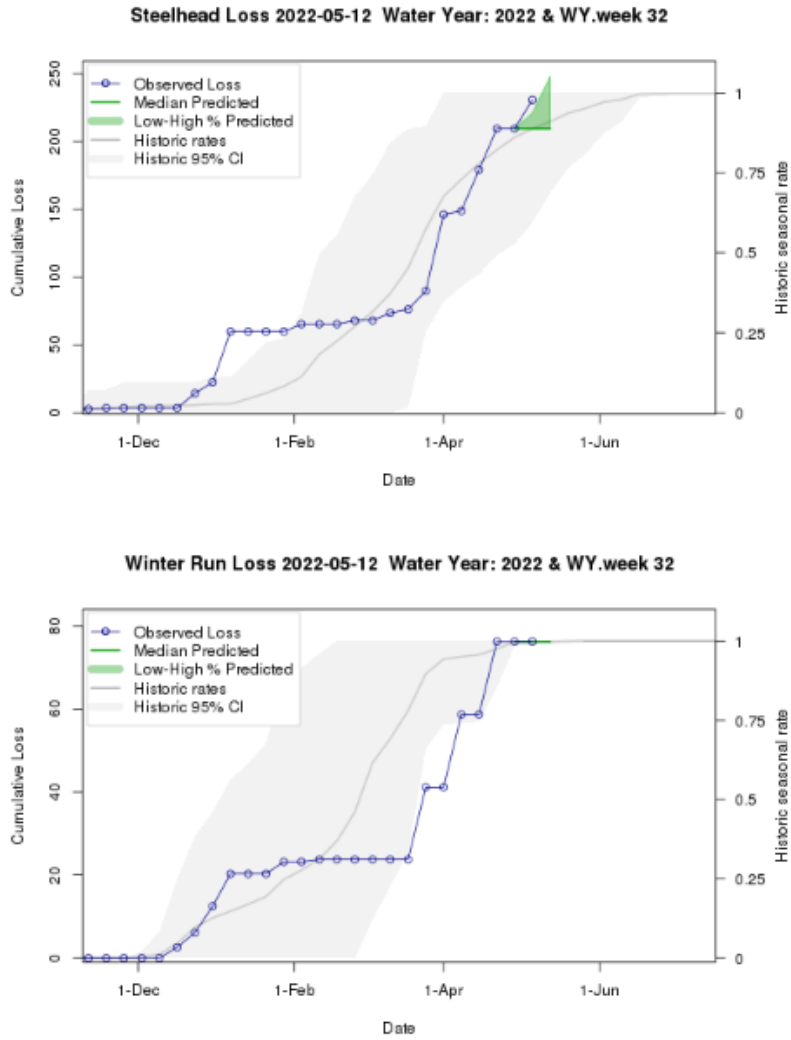 Steelhead Loss 2022-05-12 Water Year: 2022 & WY.week 32
Observed Loss
Median Predicted
Low-High % Predicted
Historic rates
Historic 95% CI
Cumulative Loss
250
200
150
100
50
0
1
0.75
0.5
0.25
0
Historic seasonal rate
1-Dec
1-Feb
1-Apr
1-Jun
Date
Winter Run Loss 2022-05-12 Water Year: 2022 & WY.week 32
Observed Loss
Median Predicted
Low-High % Predicted
Historic rates
Historic 95% CI
Cumulative Loss
80
60
40
20
0
1
0.75
0.5
0.25
0
Historic seasonal rate
1-Dec
1-Feb
1-Apr
1-Jun
Date